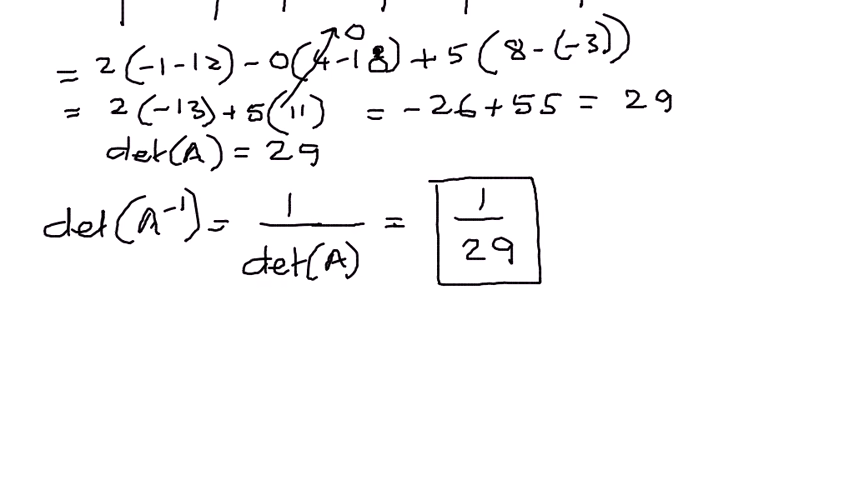 = 2(-1-12) - 0(4-18) + 5(8-(-3))
= 2(-13) + 5(11) = -26 + 55 = 29
det(A) = 29
det(A⁻¹) = 1/det(A) = 1/29